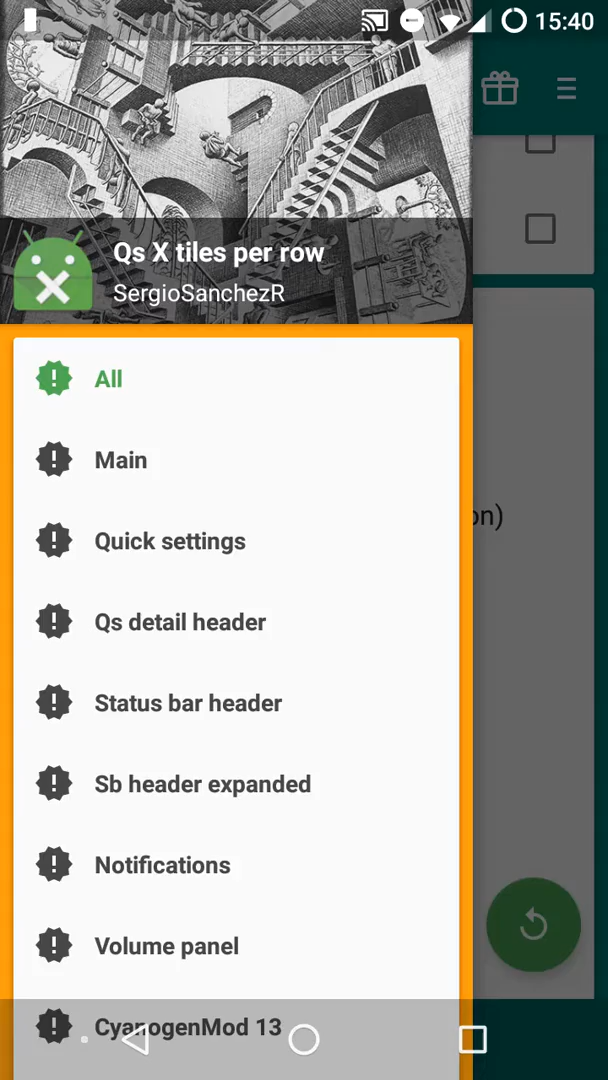 15:40
Qs X tiles per row
SergioSanchezR
All
Main
Quick settings
on)
Qs detail header
Status bar header
Sb header expanded
Notifications
Volume panel
CyanogenMod 13